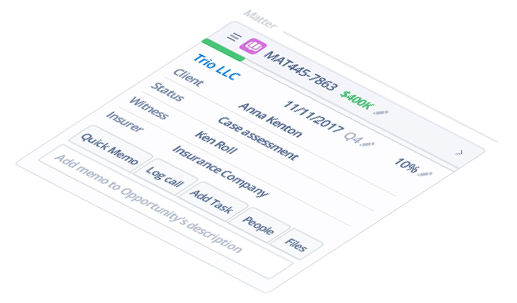 Matter
MAT445-7863 $400K
Trio LLC 11/11/2017 Q4 10%
Client Anna Kenton
Status Case assessment
Witness Ken Roll
Insurer Insurance Company
Quick Memo Log call Add Task People Files
Add memo to Opportunity's description